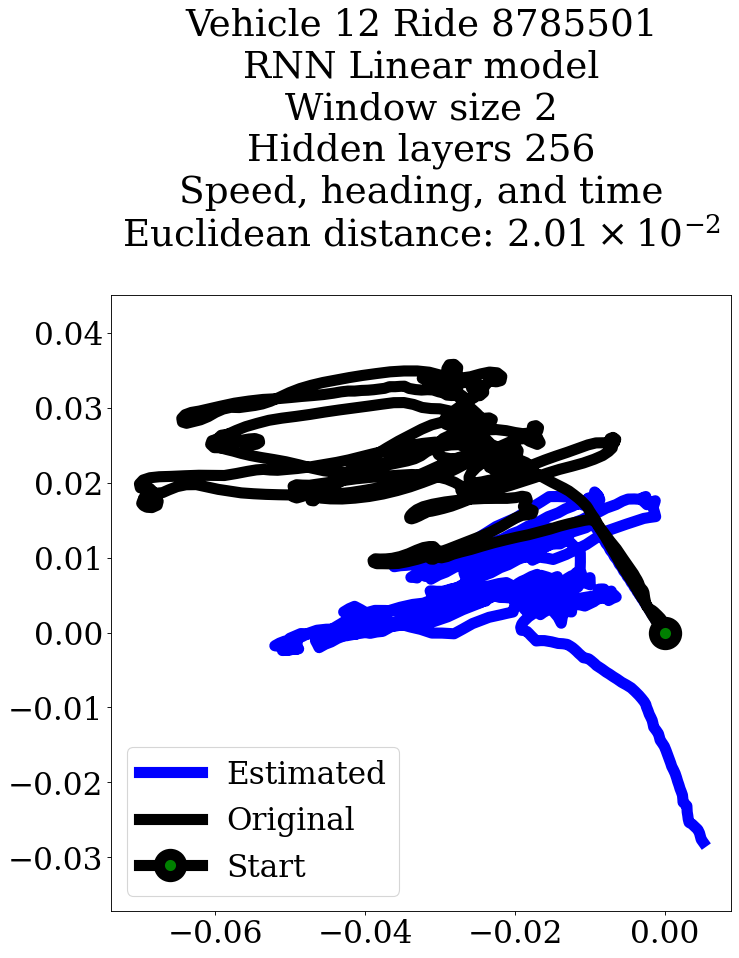 Vehicle 12 Ride 8785501
RNN Linear model
Window size 2
Hidden layers 256
Speed, heading, and time
Euclidean distance: 2.01 × 10⁻²
0.04
0.03
0.02
0.01
0.00
−0.01
−0.02
−0.03
Estimated
Original
Start
−0.06 −0.04 −0.02 0.00